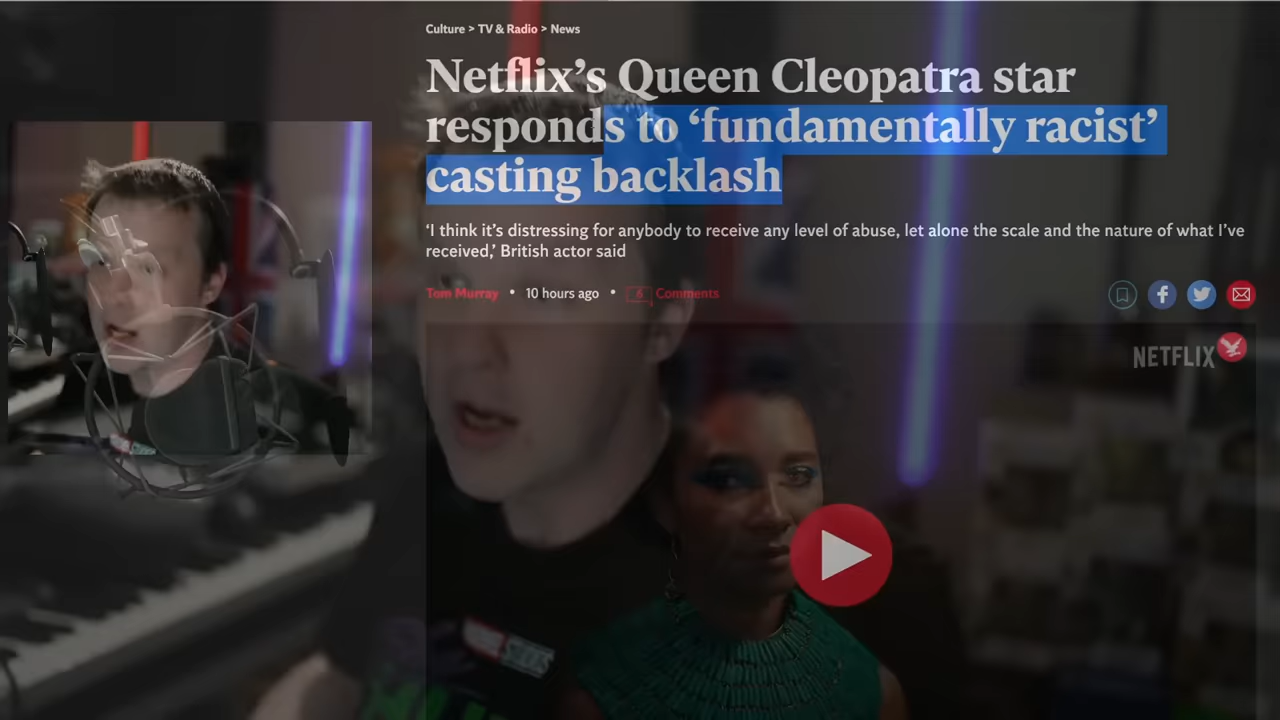 Culture > TV & Radio > News
Netflix's Queen Cleopatra star
responds to ‘fundamentally racist’
casting backlash
‘I think it's distressing for anybody to receive any level of abuse, let alone the scale and the nature of what I've
received,’ British actor said
Tom Murray • 10 hours ago • 6 Comments
NETFLIX